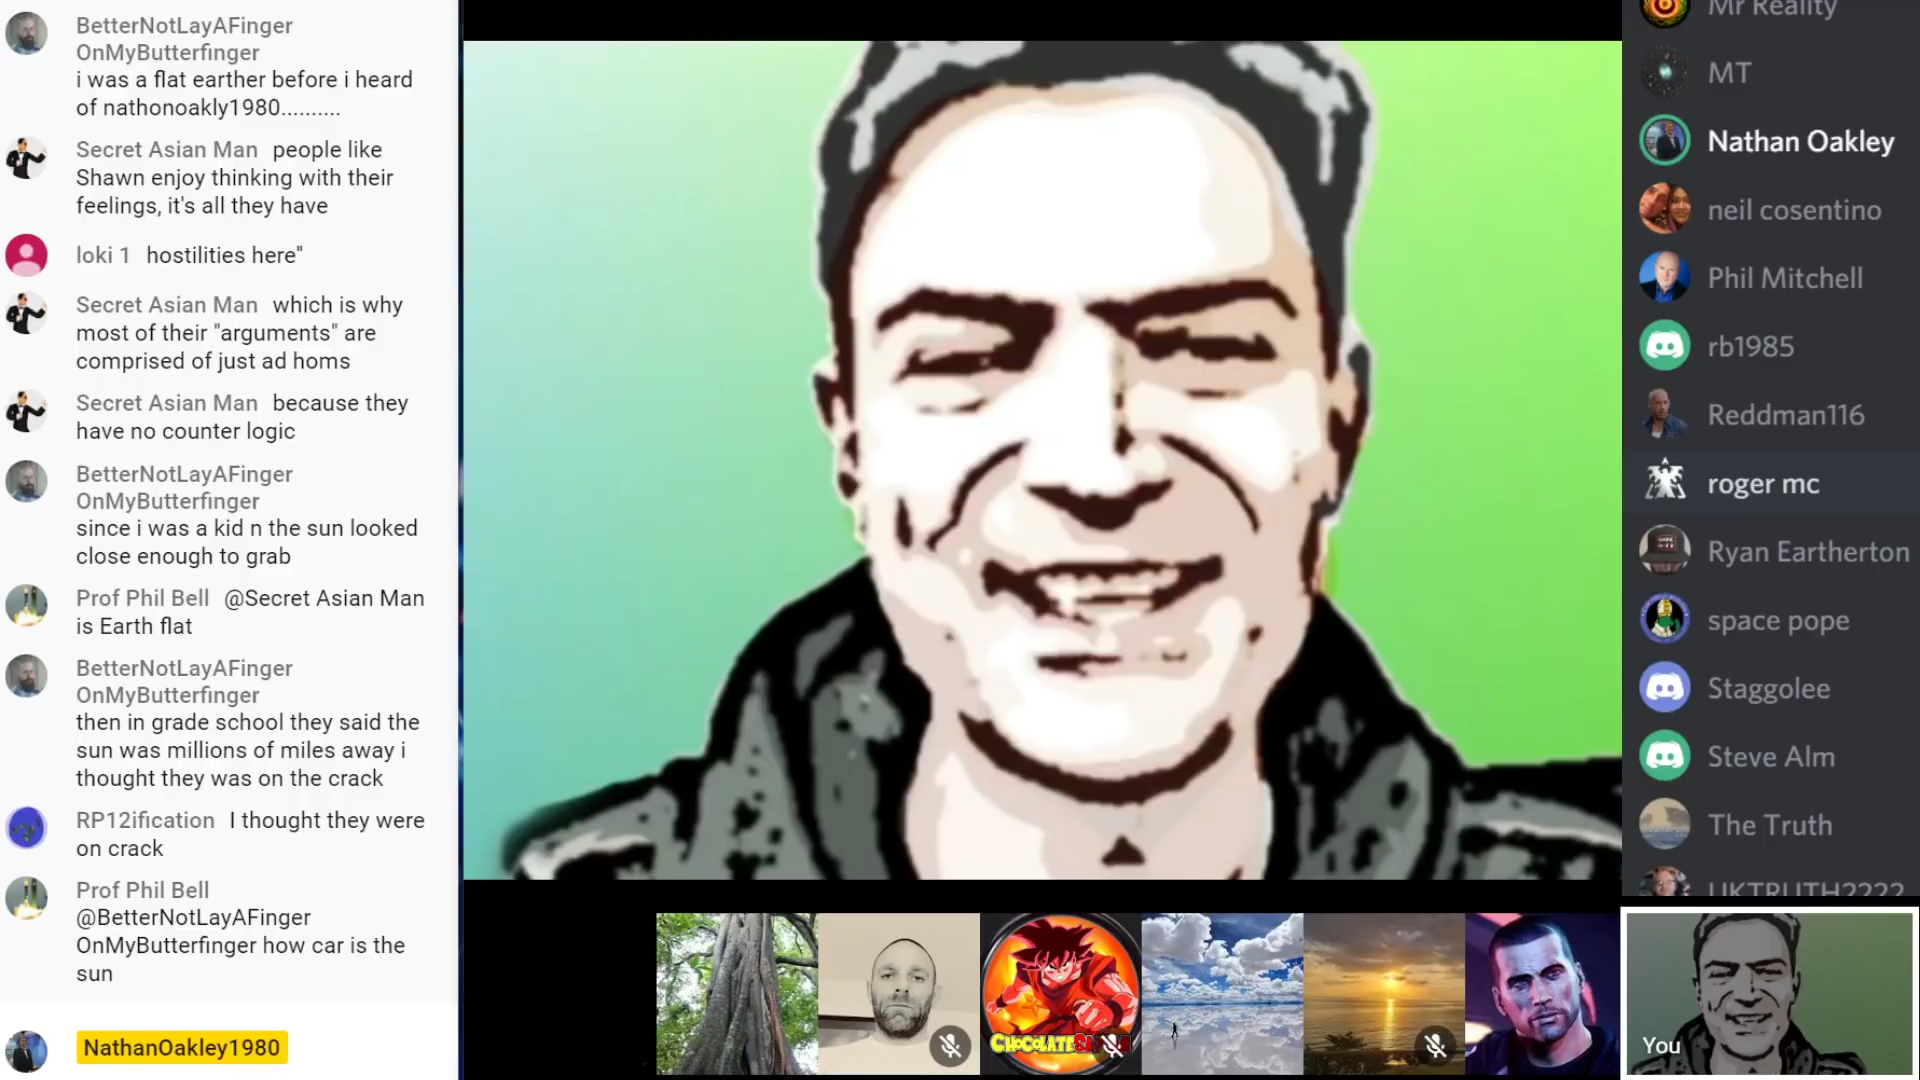 BetterNotLayAFinger
OnMyButterfinger
i was a flat earther before i heard
of nathonoakly1980..........
Secret Asian Man people like
Shawn enjoy thinking with their
feelings, it's all they have
loki 1 hostilities here"
Secret Asian Man which is why
most of their "arguments" are
comprised of just ad homs
Secret Asian Man because they
have no counter logic
BetterNotLayAFinger
OnMyButterfinger
since i was a kid n the sun looked
close enough to grab
Prof Phil Bell @Secret Asian Man
is Earth flat
BetterNotLayAFinger
OnMyButterfinger
then in grade school they said the
sun was millions of miles away i
thought they was on the crack
RP12ification I thought they were
on crack
Prof Phil Bell
@BetterNotLayAFinger
OnMyButterfinger how car is the
sun
NathanOakley1980
Mr Reality
MT
Nathan Oakley
neil cosentino
Phil Mitchell
rb1985
Reddman116
roger mc
Ryan Eartherton
space pope
Staggolee
Steve Alm
The Truth
UKTRUTH2222
You